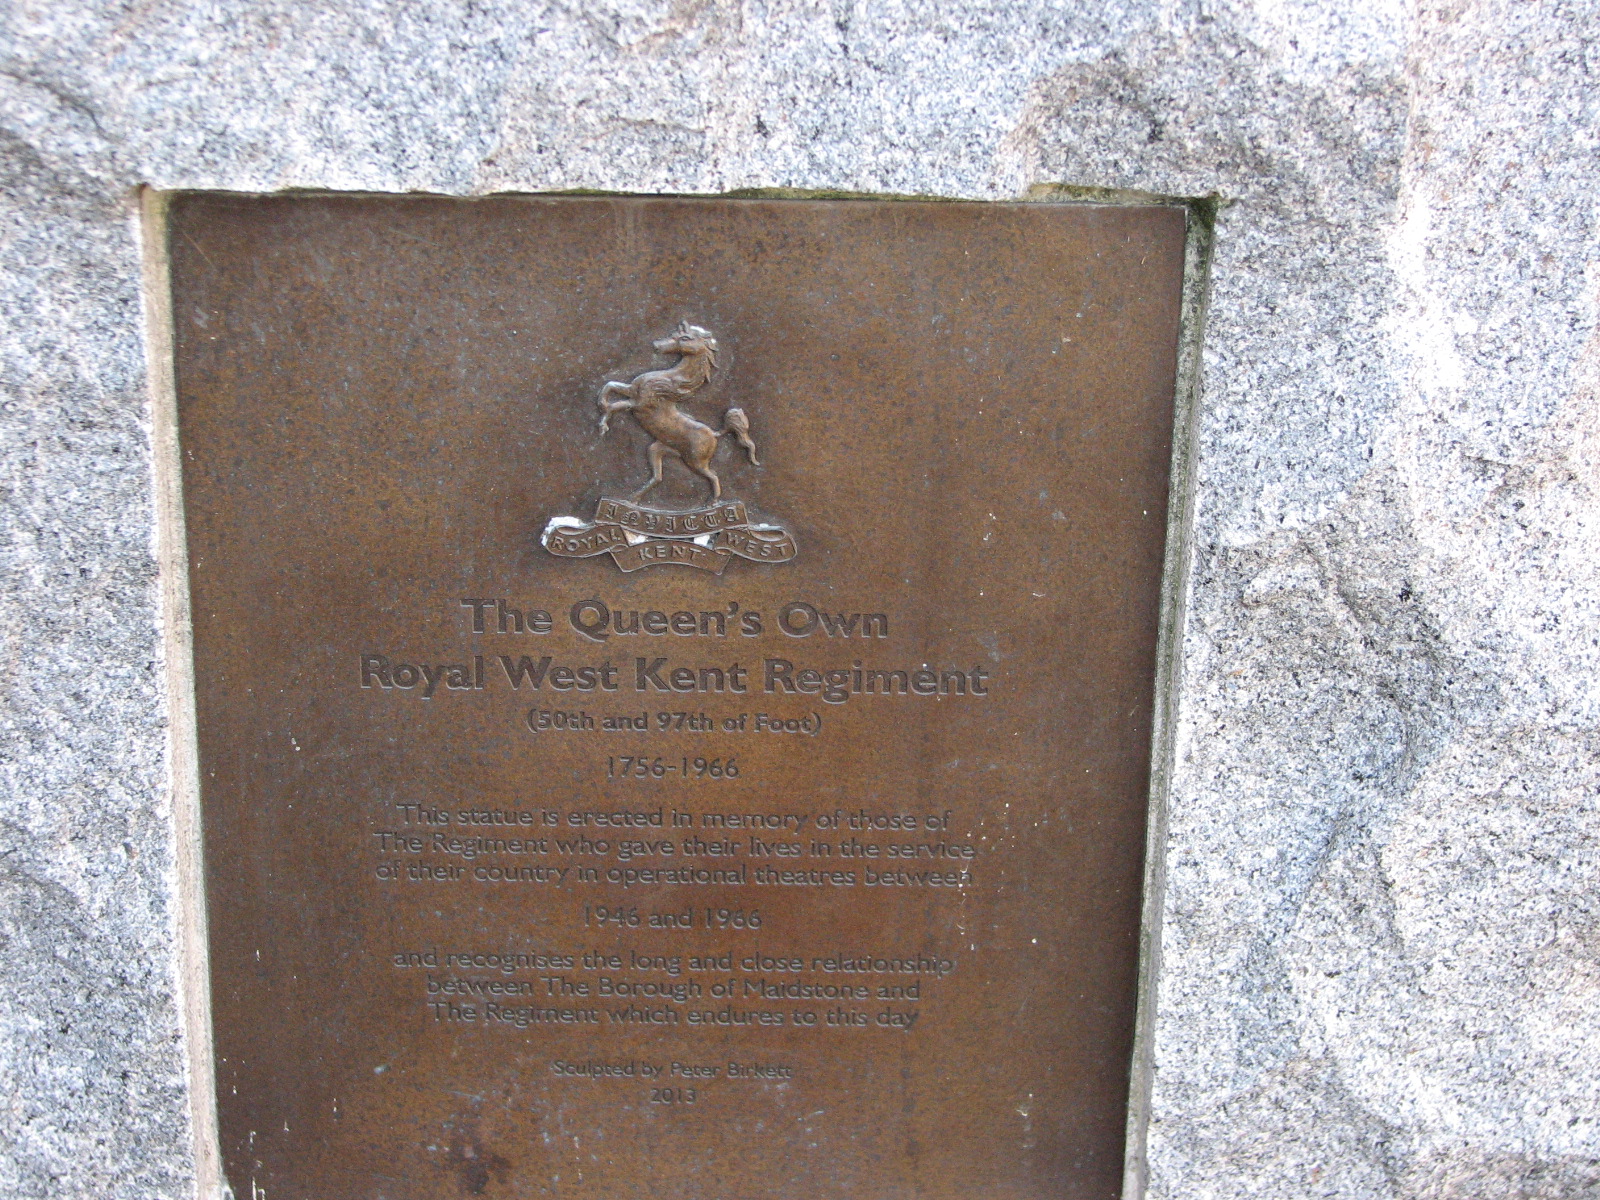 INVICTA
ROYAL WEST
KENT
The Queen's Own
Royal West Kent Regiment
(50th and 97th of Foot)
1756-1966
This statue is erected in memory of those of
The Regiment who gave their lives in the service
of their country in operational theatres between
1946 and 1966
and recognises the long and close relationship
between The Borough of Maidstone and
The Regiment which endures to this day
Sculpted by Peter Birkett
2013